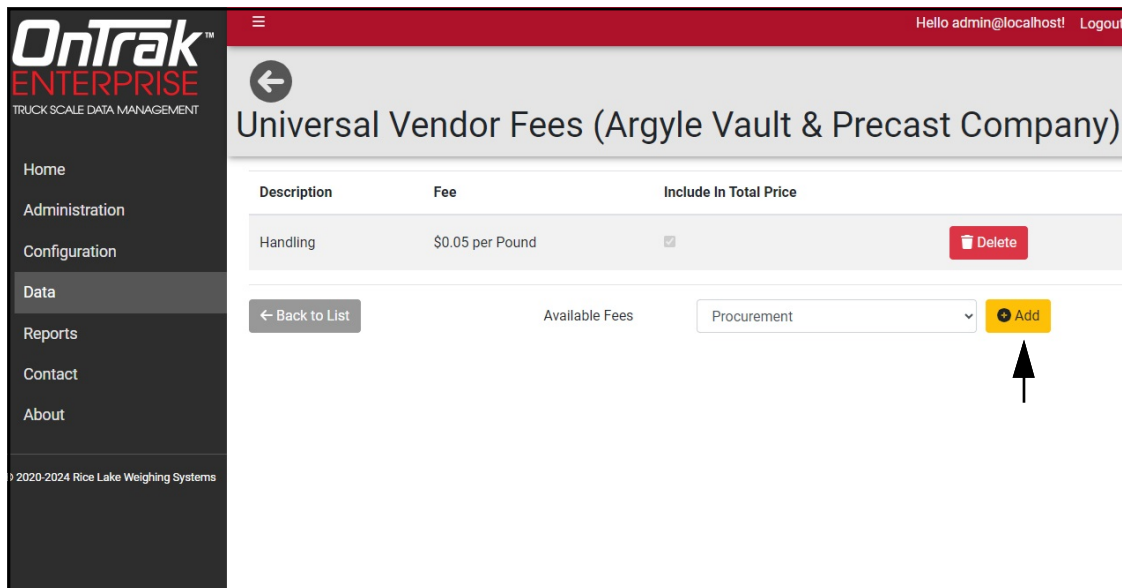 OnTrak™
ENTERPRISE
TRUCK SCALE DATA MANAGEMENT
Home
Administration
Configuration
Data
Reports
Contact
About
2020-2024 Rice Lake Weighing Systems
Hello admin@localhost! Logout
Universal Vendor Fees (Argyle Vault & Precast Company)
Description Fee Include In Total Price
Handling $0.05 per Pound Delete
Back to List Available Fees Procurement Add